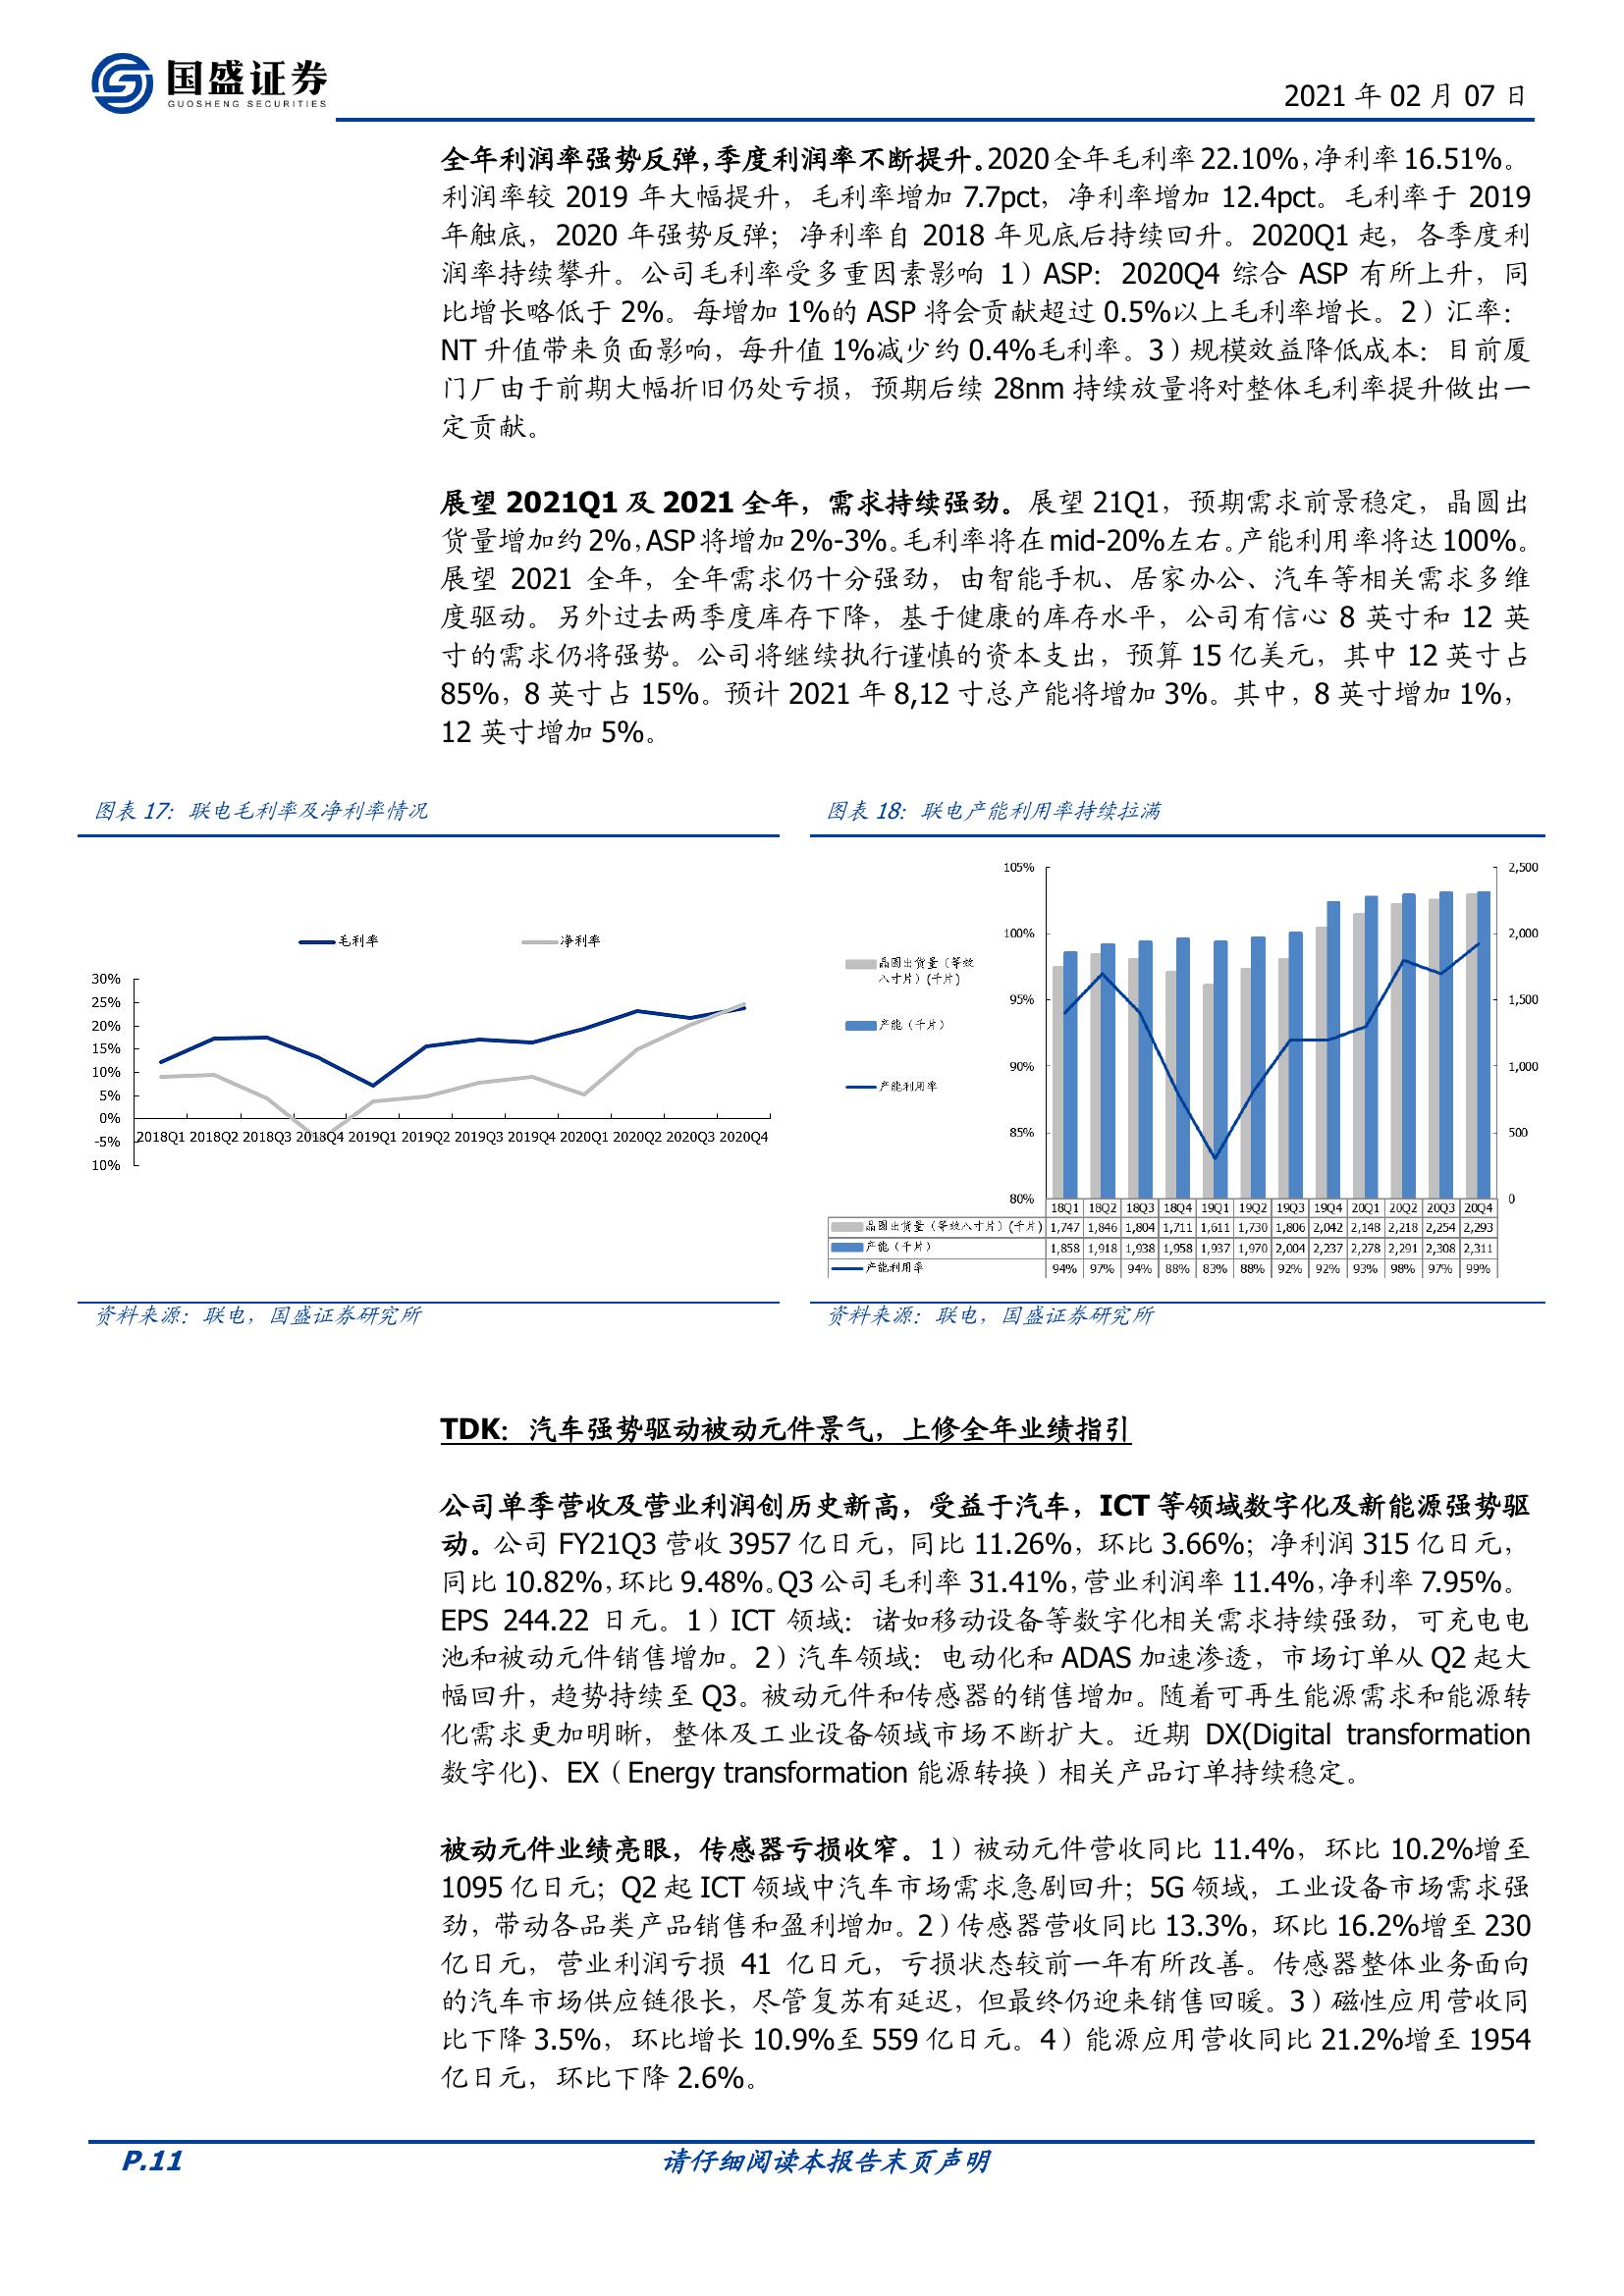 国盛证券
GUOSHENG SECURITIES
2021 年 02 月 07 日
全年利润率强势反弹，季度利润率不断提升。2020 全年毛利率 22.10%，净利率 16.51%。
利润率较 2019 年大幅提升，毛利率增加 7.7pct，净利率增加 12.4pct。毛利率于 2019
年触底，2020 年强势反弹；净利率自 2018 年见底后持续回升。2020Q1 起，各季度利
润率持续攀升。公司毛利率受多重因素影响 1）ASP：2020Q4 综合 ASP 有所上升，同
比增长略低于 2%。每增加 1%的 ASP 将会贡献超过 0.5%以上毛利率增长。2）汇率：
NT 升值带来负面影响，每升值 1%减少约 0.4%毛利率。3）规模效益降低成本：目前厦
门厂由于前期大幅折旧仍处亏损，预期后续 28nm 持续放量将对整体毛利率提升做出一
定贡献。
展望 2021Q1 及 2021 全年，需求持续强劲。展望 21Q1，预期需求前景稳定，晶圆出
货量增加约 2%，ASP 将增加 2%-3%。毛利率将在 mid-20%左右。产能利用率将达 100%。
展望 2021 全年，全年需求仍十分强劲，由智能手机、居家办公、汽车等相关需求多维
度驱动。另外过去两季度库存下降，基于健康的库存水平，公司有信心 8 英寸和 12 英
寸的需求仍将强势。公司将继续执行谨慎的资本支出，预算 15 亿美元，其中 12 英寸占
85%，8 英寸占 15%。预计 2021 年 8,12 寸总产能将增加 3%。其中，8 英寸增加 1%，
12 英寸增加 5%。
图表 17：联电毛利率及净利率情况
毛利率 净利率
30%
25%
20%
15%
10%
5%
0%
-5%
10%
2018Q1 2018Q2 2018Q3 2018Q4 2019Q1 2019Q2 2019Q3 2019Q4 2020Q1 2020Q2 2020Q3 2020Q4
资料来源：联电，国盛证券研究所
图表 18：联电产能利用率持续拉满
晶圆出货量（等效
八寸片）(千片)
产能（千片）
产能利用率
105%
100%
95%
90%
85%
80%
2,500
2,000
1,500
1,000
500
0
18Q1 18Q2 18Q3 18Q4 19Q1 19Q2 19Q3 19Q4 20Q1 20Q2 20Q3 20Q4
晶圆出货量（等效八寸片）(千片) 1,747 1,846 1,804 1,711 1,611 1,730 1,806 2,042 2,148 2,218 2,254 2,293
产能（千片） 1,858 1,918 1,938 1,958 1,937 1,970 2,004 2,237 2,278 2,291 2,308 2,311
产能利用率 94% 97% 94% 88% 83% 88% 92% 92% 93% 98% 97% 99%
资料来源：联电，国盛证券研究所
TDK：汽车强势驱动被动元件景气，上修全年业绩指引
公司单季营收及营业利润创历史新高，受益于汽车，ICT 等领域数字化及新能源强势驱
动。公司 FY21Q3 营收 3957 亿日元，同比 11.26%，环比 3.66%；净利润 315 亿日元，
同比 10.82%，环比 9.48%。Q3 公司毛利率 31.41%，营业利润率 11.4%，净利率 7.95%。
EPS 244.22 日元。1）ICT 领域：诸如移动设备等数字化相关需求持续强劲，可充电电
池和被动元件销售增加。2）汽车领域：电动化和 ADAS 加速渗透，市场订单从 Q2 起大
幅回升，趋势持续至 Q3。被动元件和传感器的销售增加。随着可再生能源需求和能源转
化需求更加明晰，整体及工业设备领域市场不断扩大。近期 DX(Digital transformation
数字化)、EX（Energy transformation 能源转换）相关产品订单持续稳定。
被动元件业绩亮眼，传感器亏损收窄。1）被动元件营收同比 11.4%，环比 10.2%增至
1095 亿日元；Q2 起 ICT 领域中汽车市场需求急剧回升；5G 领域，工业设备市场需求强
劲，带动各品类产品销售和盈利增加。2）传感器营收同比 13.3%，环比 16.2%增至 230
亿日元，营业利润亏损 41 亿日元，亏损状态较前一年有所改善。传感器整体业务面向
的汽车市场供应链很长，尽管复苏有延迟，但最终仍迎来销售回暖。3）磁性应用营收同
比下降 3.5%，环比增长 10.9%至 559 亿日元。4）能源应用营收同比 21.2%增至 1954
亿日元，环比下降 2.6%。
P.11
请仔细阅读本报告末页声明